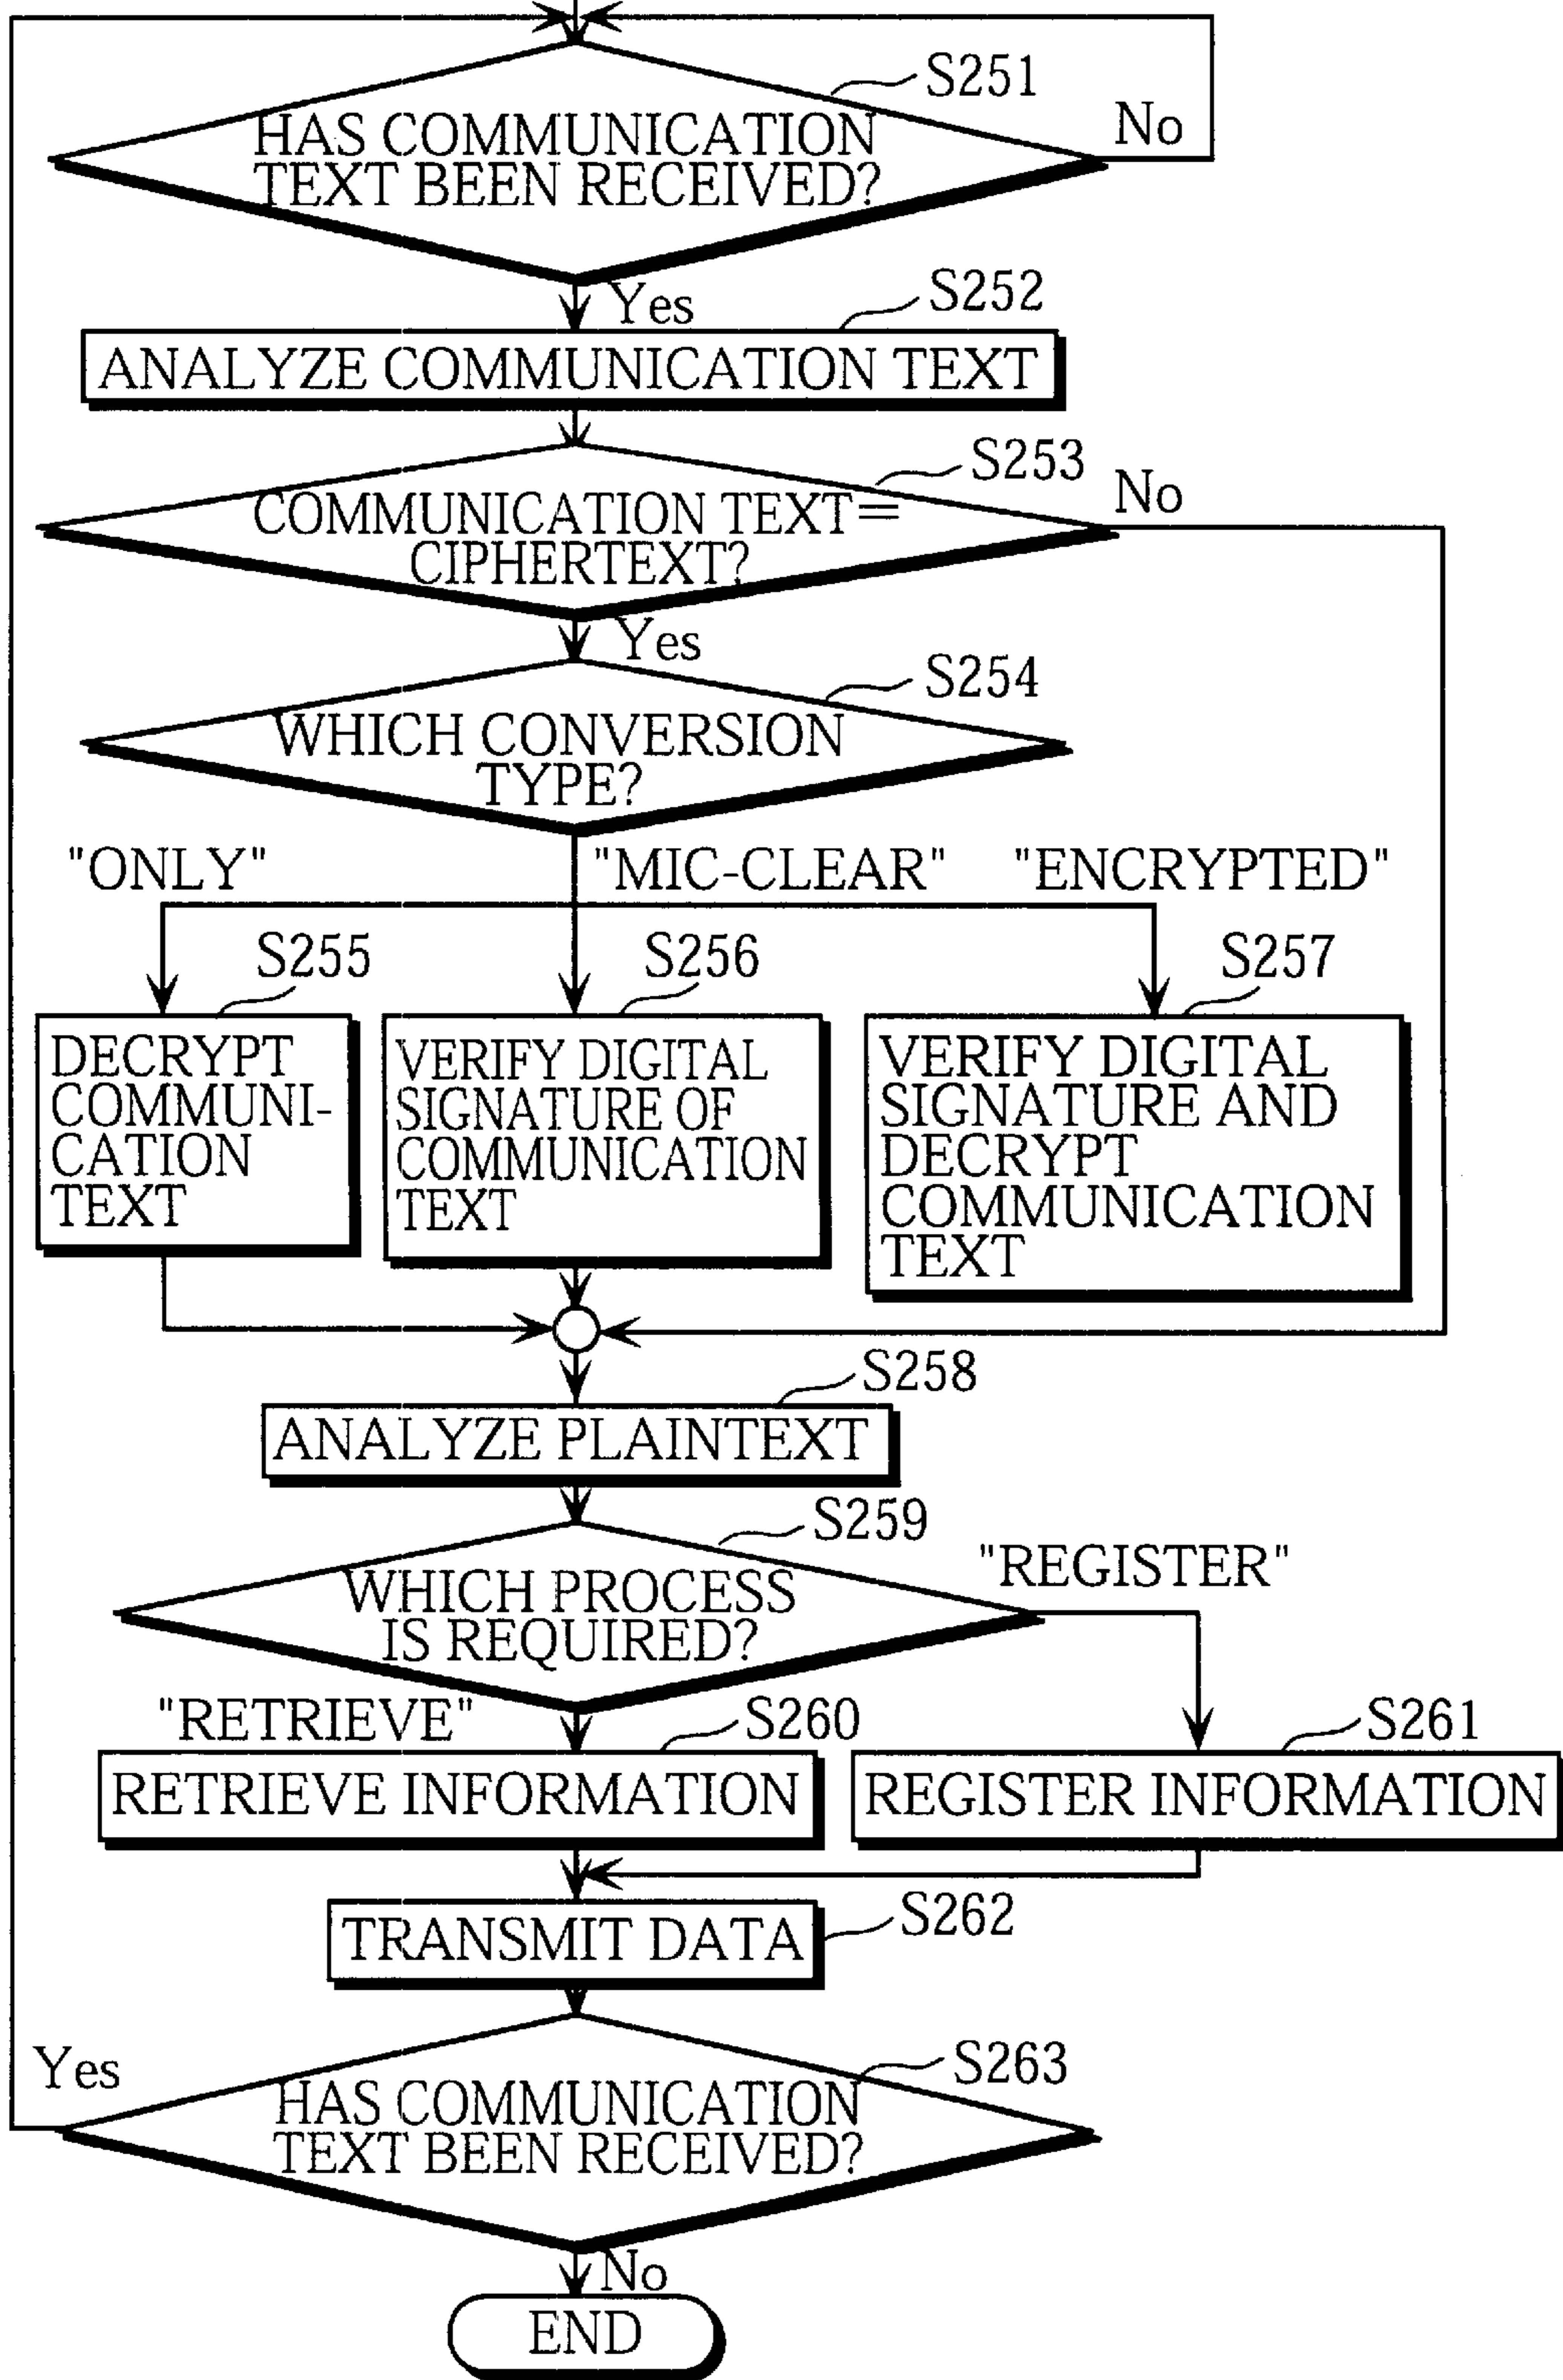 S251
No
HAS COMMUNICATION
TEXT BEEN RECEIVED?
Yes
S252
ANALYZE COMMUNICATION TEXT
S253
No
COMMUNICATION TEXT=
CIPHERTEXT?
Yes
S254
WHICH CONVERSION
TYPE?
"ONLY"
"MIC-CLEAR"
"ENCRYPTED"
S255
S256
S257
DECRYPT
COMMUNI-
CATION
TEXT
VERIFY DIGITAL
SIGNATURE OF
COMMUNICATION
TEXT
VERIFY DIGITAL
SIGNATURE AND
DECRYPT
COMMUNICATION
TEXT
S258
ANALYZE PLAINTEXT
S259
"REGISTER"
WHICH PROCESS
IS REQUIRED?
"RETRIEVE"
S260
S261
RETRIEVE INFORMATION
REGISTER INFORMATION
S262
TRANSMIT DATA
Yes
S263
HAS COMMUNICATION
TEXT BEEN RECEIVED?
No
END